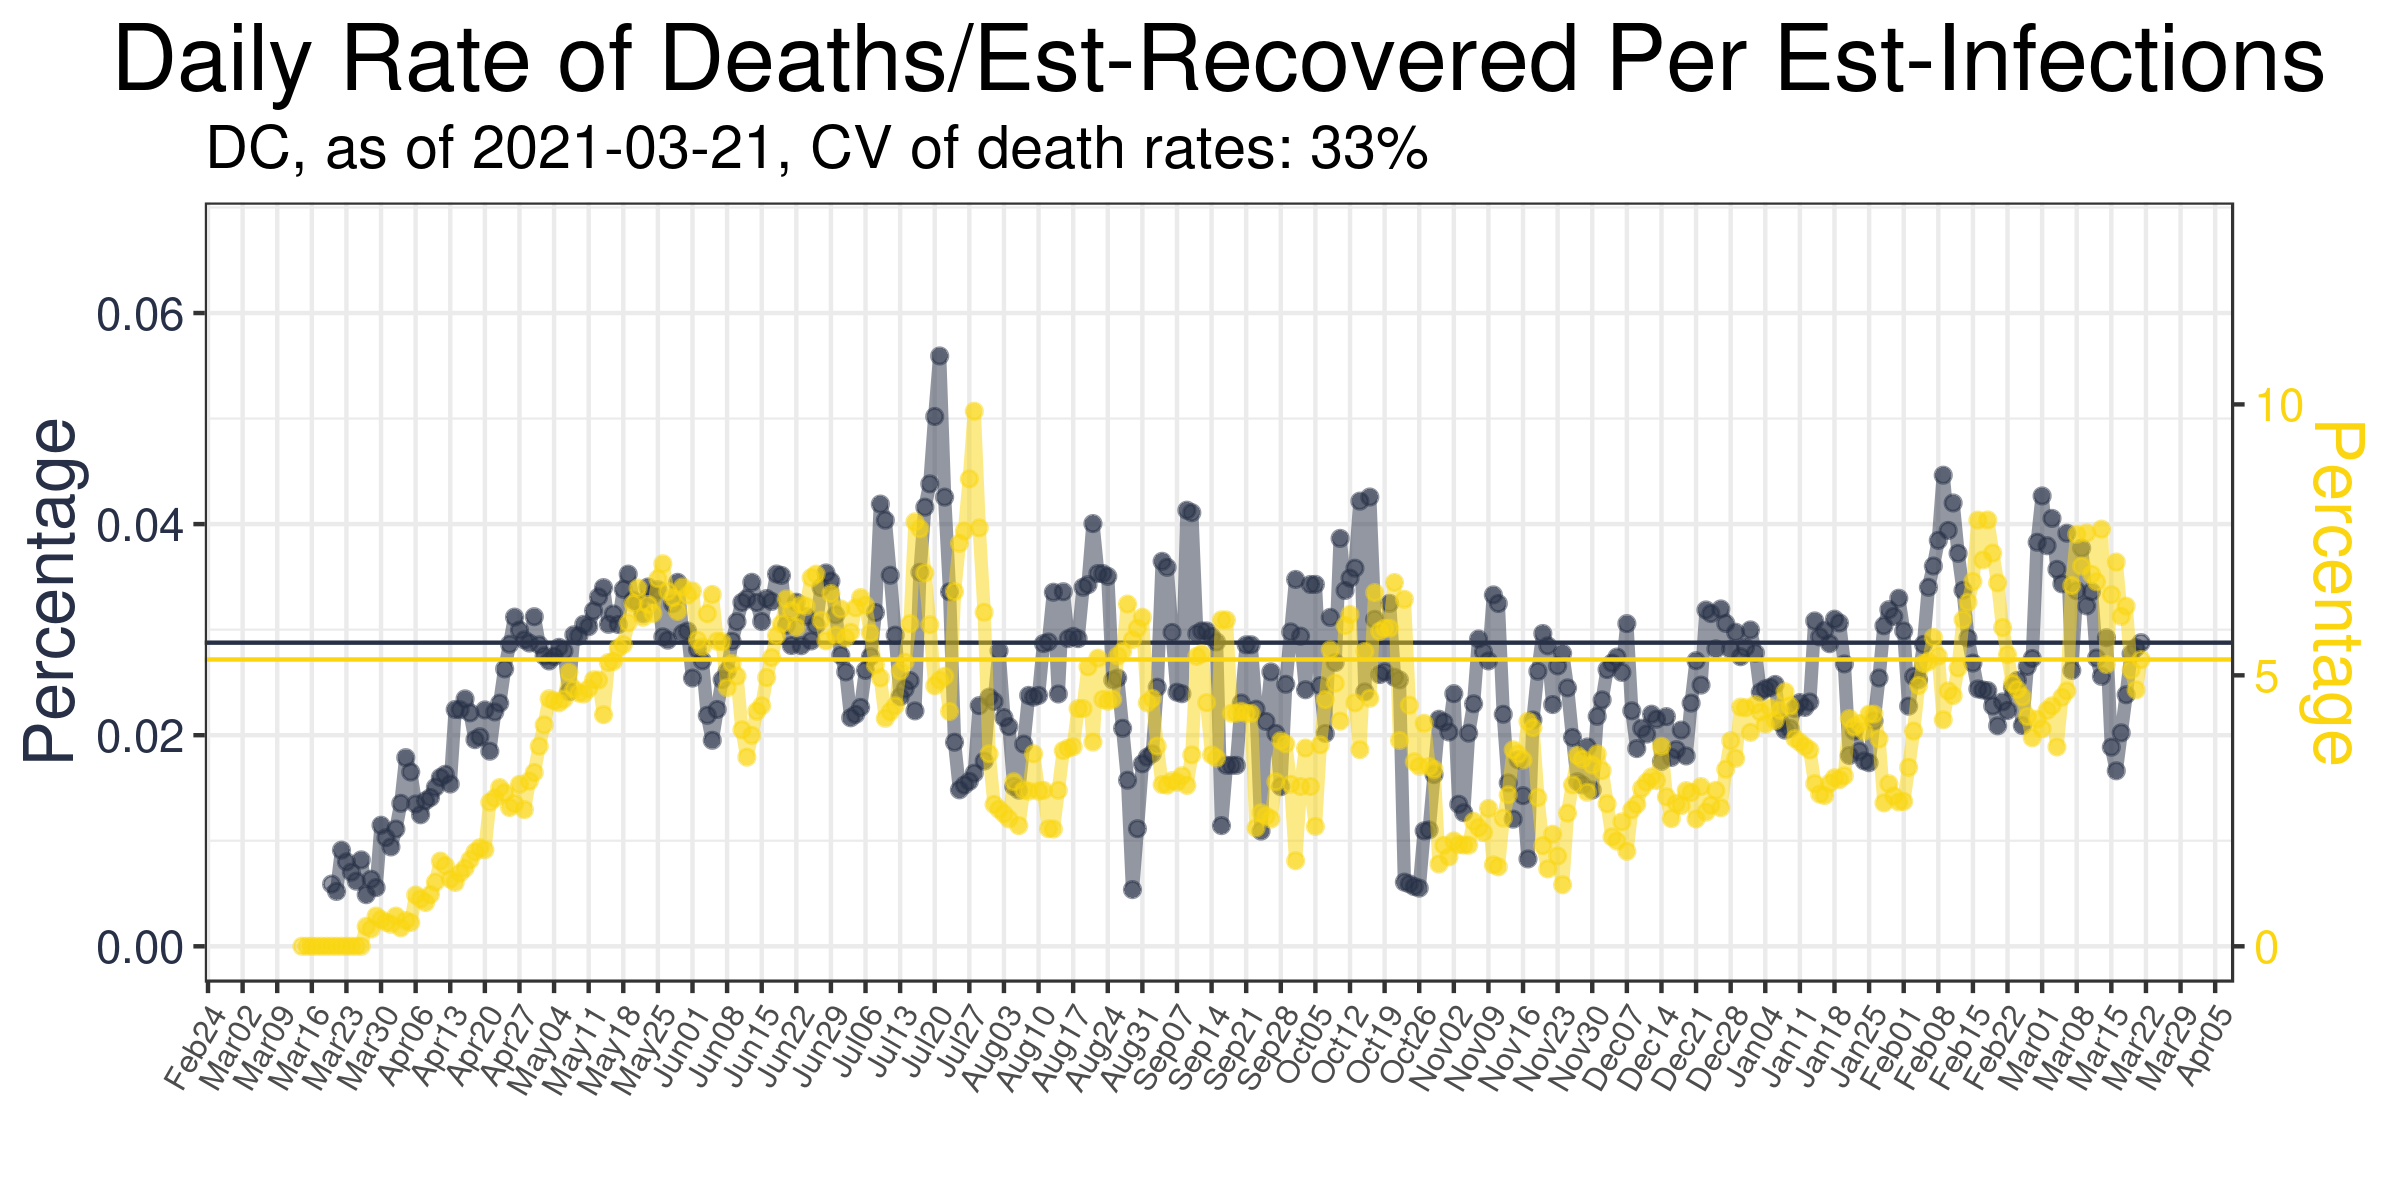 Daily Rate of Deaths/Est-Recovered Per Est-Infections
DC, as of 2021-03-21, CV of death rates: 33%
Percentage
0.06
0.04
0.02
0.00
10
5
0
Percentage
Feb24
Mar02
Mar09
Mar16
Mar23
Mar30
Apr06
Apr13
Apr20
Apr27
May04
May11
May18
May25
Jun01
Jun08
Jun15
Jun22
Jun29
Jul06
Jul13
Jul20
Jul27
Aug03
Aug10
Aug17
Aug24
Aug31
Sep07
Sep14
Sep21
Sep28
Oct05
Oct12
Oct19
Oct26
Nov02
Nov09
Nov16
Nov23
Nov30
Dec07
Dec14
Dec21
Dec28
Jan04
Jan11
Jan18
Jan25
Feb01
Feb08
Feb15
Feb22
Mar01
Mar08
Mar15
Mar22
Mar29
Apr05